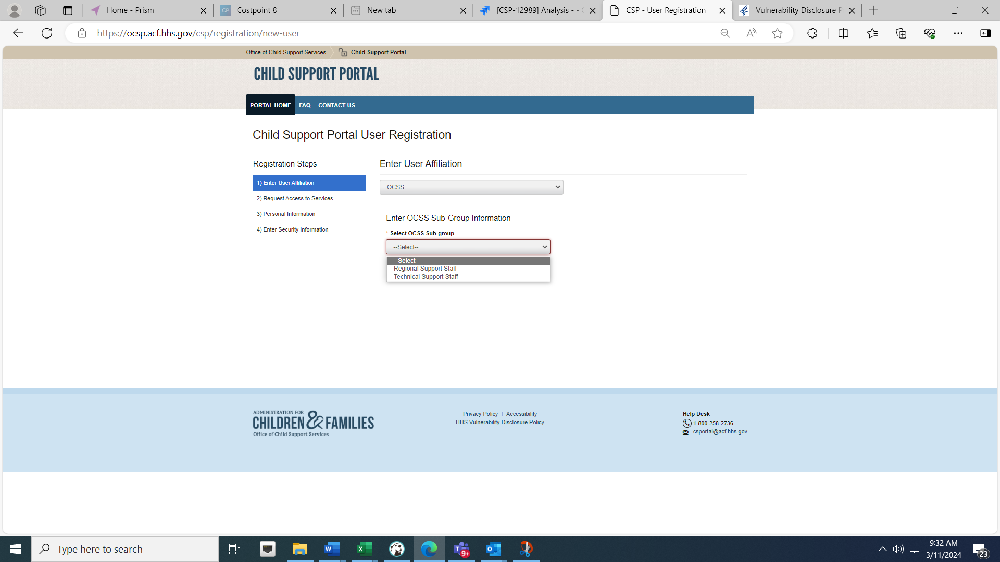 Home - Prism
Costpoint 8
New tab
[CSP-12989] Analysis - -
CSP - User Registration
Vulnerability Disclosure P
https://ocsp.acf.hhs.gov/csp/registration/new-user
Office of Child Support Services
Child Support Portal
CHILD SUPPORT PORTAL
PORTAL HOME FAQ CONTACT US
Child Support Portal User Registration
Registration Steps
1) Enter User Affiliation
2) Request Access to Services
3) Personal Information
4) Enter Security Information
Enter User Affiliation
OCSS
Enter OCSS Sub-Group Information
* Select OCSS Sub-group
--Select--
--Select--
Regional Support Staff
Technical Support Staff
ADMINISTRATION FOR
CHILDREN & FAMILIES
Office of Child Support Services
Privacy Policy | Accessibility
HHS Vulnerability Disclosure Policy
Help Desk
1-800-258-2736
csportal@acf.hhs.gov
Type here to search
9+
9:32 AM
3/11/2024
23